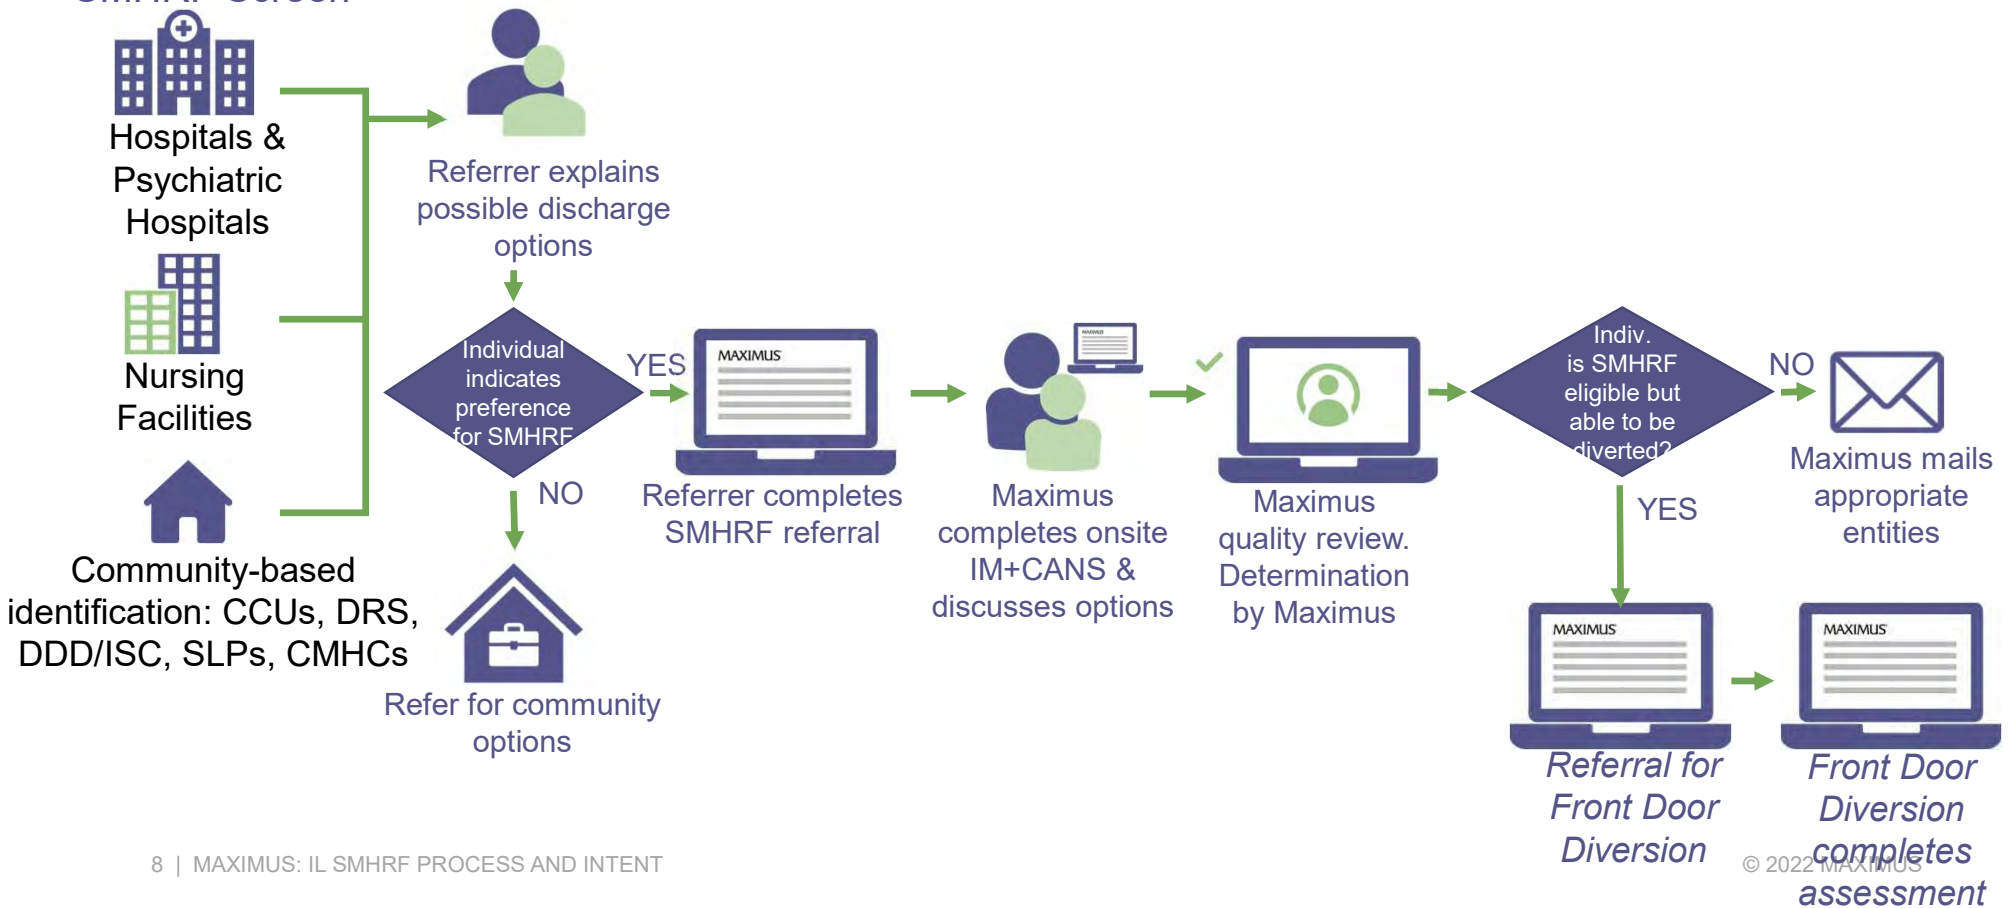 SMHRF Screen
Hospitals &
Psychiatric
Hospitals
Nursing
Facilities
Community-based
identification: CCUs, DRS,
DDD/ISC, SLPs, CMHCs
Referrer explains
possible discharge
options
Individual
indicates
preference
for SMHRF
YES
NO
Refer for community
options
MAXIMUS
Referrer completes
SMHRF referral
MAXIMUS
Maximus
completes onsite
IM+CANS &
discusses options
Maximus
quality review.
Determination
by Maximus
Indiv.
is SMHRF
eligible but
able to be
diverted?
NO
Maximus mails
appropriate
entities
YES
MAXIMUS
Referral for
Front Door
Diversion
MAXIMUS
Front Door
Diversion
completes
assessment
8 | MAXIMUS: IL SMHRF PROCESS AND INTENT
© 2022 MAXIMUS